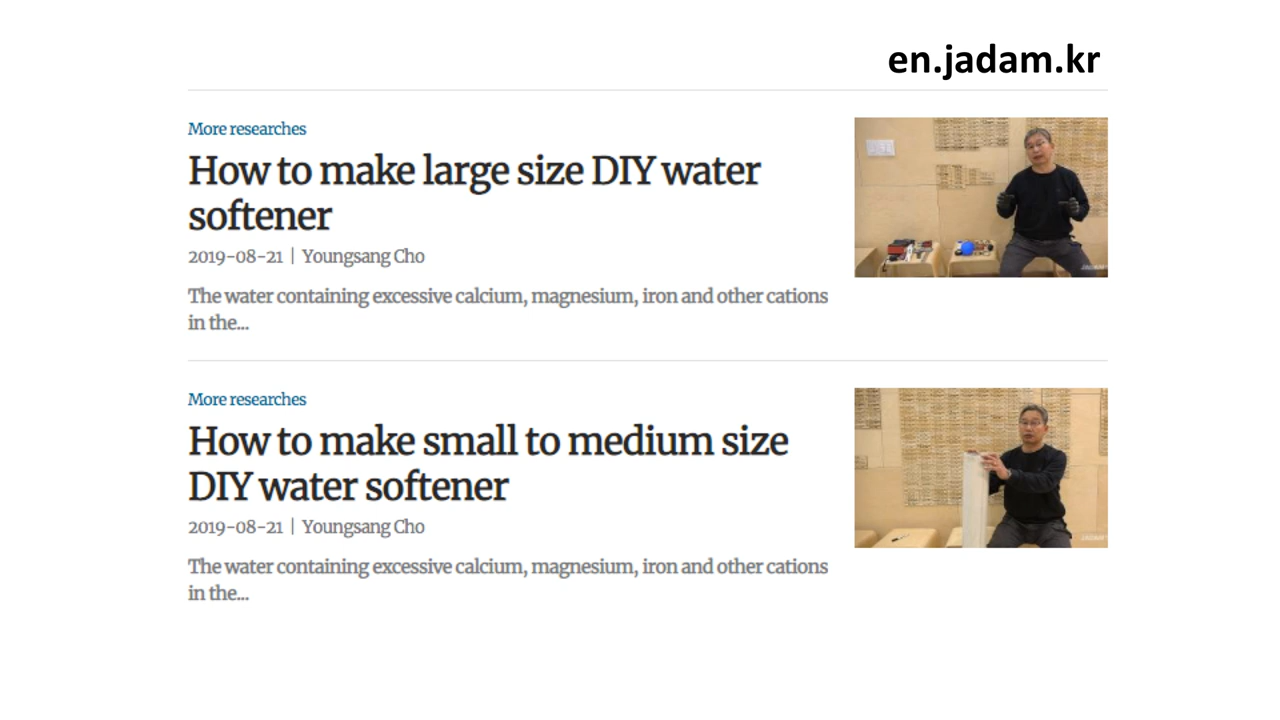 en.jadam.kr
More researches
How to make large size DIY water
softener
2019-08-21 | Youngsang Cho
The water containing excessive calcium, magnesium, iron and other cations
in the...
JADAM
More researches
How to make small to medium size
DIY water softener
2019-08-21 | Youngsang Cho
The water containing excessive calcium, magnesium, iron and other cations
in the...
JADAM